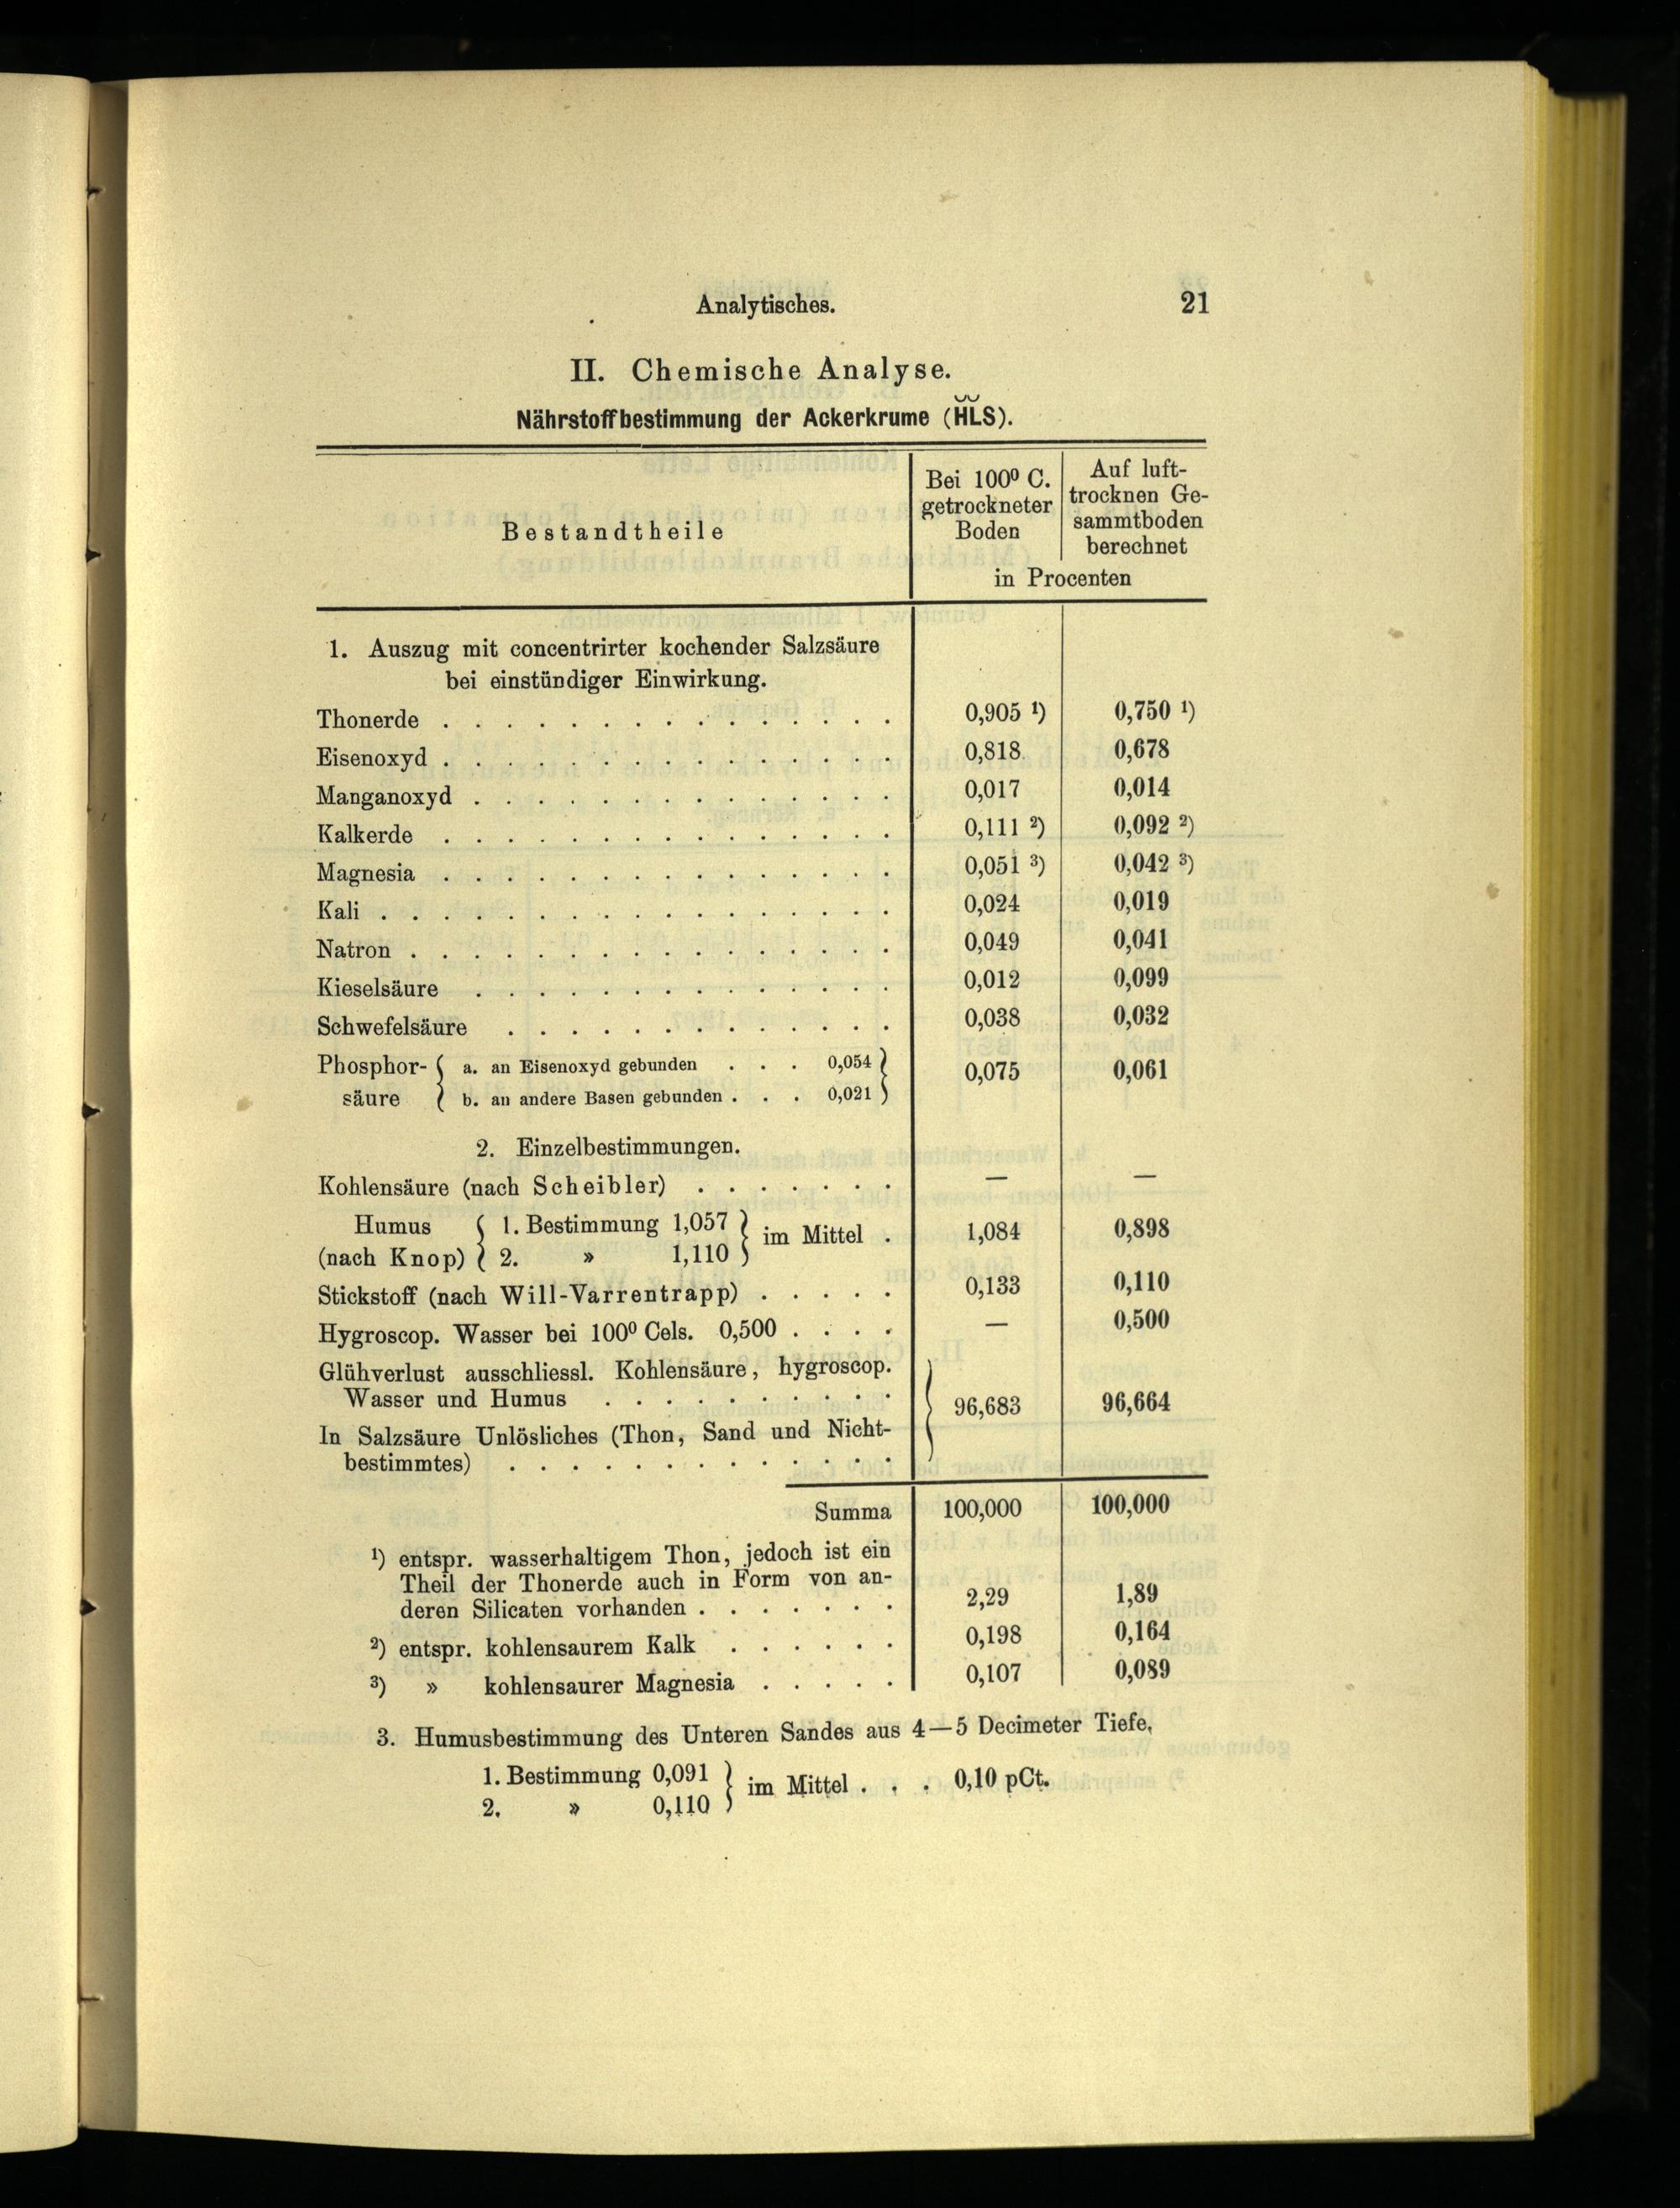 Analytisches. 21
II. Chemische Analyse.
Nährstoffbestimmung der Ackerkrume (H̆L̆S).
Bestandtheile
Bei 100⁰ C. getrockneter Boden
Auf luft-trocknen Ge-sammtboden berechnet
in Procenten
1. Auszug mit concentrirter kochender Salzsäure
bei einstündiger Einwirkung.
Thonerde . . . . . . . . . . . . . . . 0,905 ¹) 0,750 ¹)
Eisenoxyd . . . . . . . . . . . . . . . 0,818 0,678
Manganoxyd . . . . . . . . . . . . . . 0,017 0,014
Kalkerde . . . . . . . . . . . . . . . 0,111 ²) 0,092 ²)
Magnesia . . . . . . . . . . . . . . . 0,051 ³) 0,042 ³)
Kali . . . . . . . . . . . . . . . . . 0,024 0,019
Natron . . . . . . . . . . . . . . . . 0,049 0,041
Kieselsäure . . . . . . . . . . . . . . 0,012 0,099
Schwefelsäure . . . . . . . . . . . . . 0,038 0,032
Phosphor- { a. an Eisenoxyd gebunden . . . 0,054 } 0,075 0,061
säure { b. an andere Basen gebunden . . . 0,021 }
2. Einzelbestimmungen.
Kohlensäure (nach Scheibler) . . . . . . . — —
Humus { 1. Bestimmung 1,057 } im Mittel . 1,084 0,898
(nach Knop) { 2. » 1,110 }
Stickstoff (nach Will-Varrentrapp) . . . . . 0,133 0,110
Hygroscop. Wasser bei 100⁰ Cels. 0,500 . . . . — 0,500
Glühverlust ausschliessl. Kohlensäure, hygroscop.
Wasser und Humus . . . . . . . . . . } 96,683 96,664
In Salzsäure Unlösliches (Thon, Sand und Nicht-
bestimmtes) . . . . . . . . . . . . .
Summa 100,000 100,000
¹) entspr. wasserhaltigem Thon, jedoch ist ein
Theil der Thonerde auch in Form von an-
deren Silicaten vorhanden . . . . . . . 2,29 1,89
²) entspr. kohlensaurem Kalk . . . . . . 0,198 0,164
³) » kohlensaurer Magnesia . . . . . 0,107 0,089
3. Humusbestimmung des Unteren Sandes aus 4—5 Decimeter Tiefe.
1. Bestimmung 0,091 } im Mittel . . . 0,10 pCt.
2. » 0,110 }